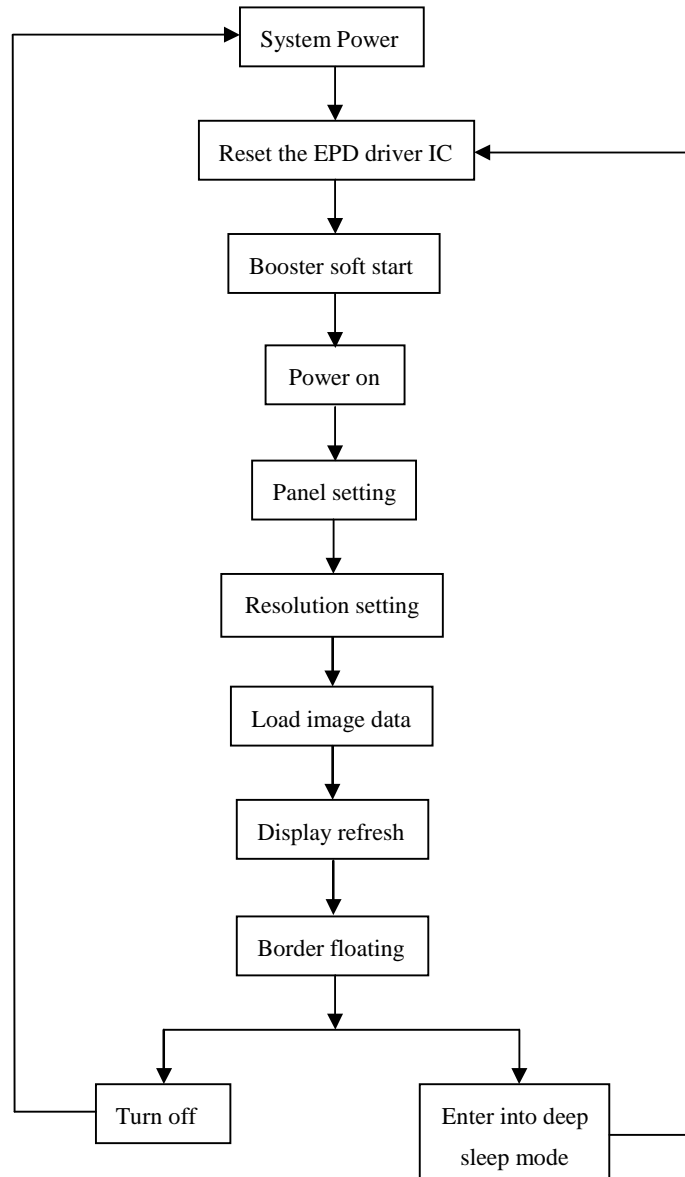 System Power
Reset the EPD driver IC
Booster soft start
Power on
Panel setting
Resolution setting
Load image data
Display refresh
Border floating
Turn off
Enter into deep
sleep mode